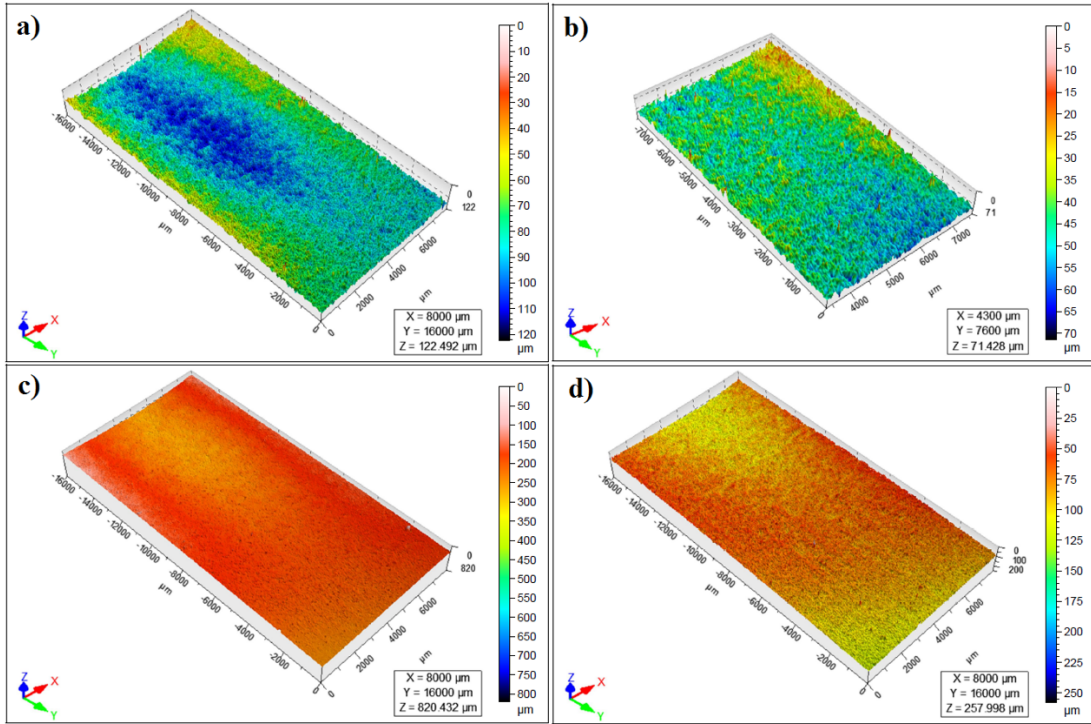 a)
0
10
20
30
40
50
60
70
80
90
100
110
120
µm
-16000
-14000
-12000
-10000
-8000
-6000
-4000
-2000
0
µm
0
2000
4000
6000
µm
0
122
X = 8000 µm
Y = 16000 µm
Z = 122.492 µm
Z
X
Y
b)
0
5
10
15
20
25
30
35
40
45
50
55
60
65
70
µm
-7000
-6000
-5000
-4000
-3000
-2000
-1000
0
µm
4000
5000
6000
7000
µm
0
71
X = 4300 µm
Y = 7600 µm
Z = 71.428 µm
Z
X
Y
c)
0
50
100
150
200
250
300
350
400
450
500
550
600
650
700
750
800
µm
-16000
-14000
-12000
-10000
-8000
-6000
-4000
-2000
0
µm
0
2000
4000
6000
µm
0
820
X = 8000 µm
Y = 16000 µm
Z = 820.432 µm
Z
X
Y
d)
0
25
50
75
100
125
150
175
200
225
250
µm
-16000
-14000
-12000
-10000
-8000
-6000
-4000
-2000
0
µm
0
2000
4000
6000
µm
0
100
200
X = 8000 µm
Y = 16000 µm
Z = 257.998 µm
Z
X
Y